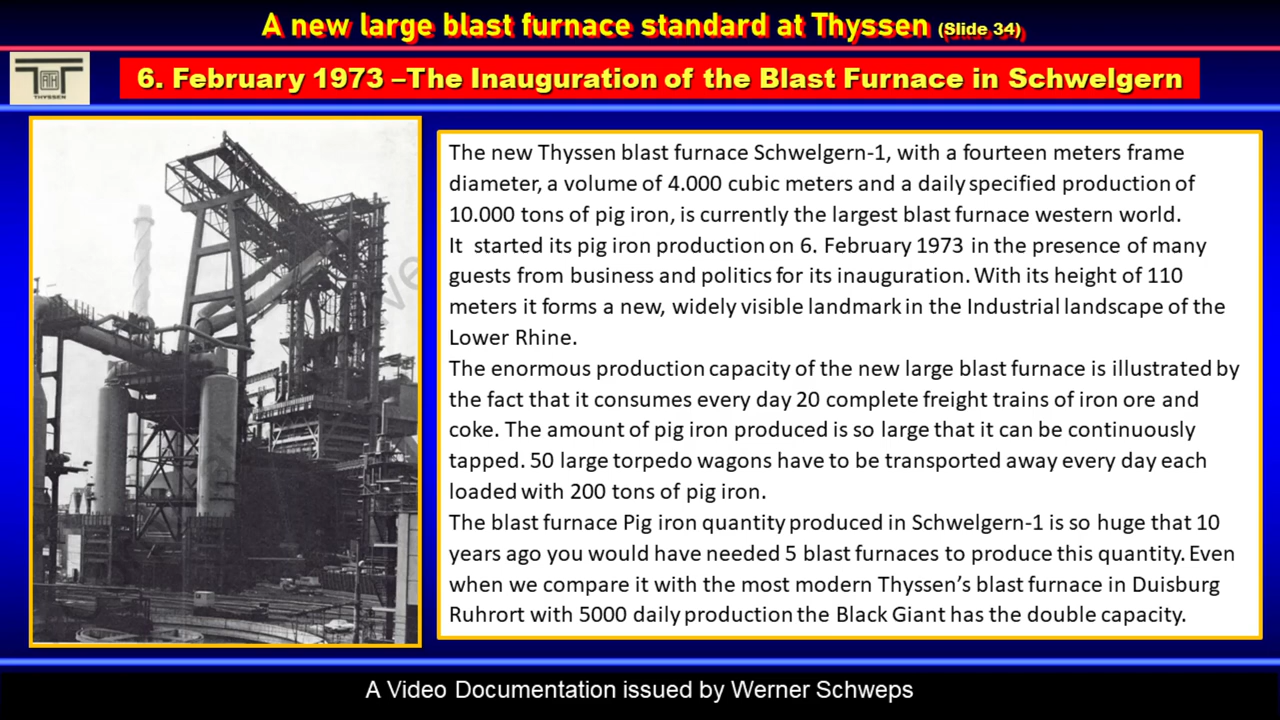 A new large blast furnace standard at Thyssen (Slide 34)
ATH
THYSSEN
6. February 1973 –The Inauguration of the Blast Furnace in Schwelgern
The new Thyssen blast furnace Schwelgern-1, with a fourteen meters frame
diameter, a volume of 4.000 cubic meters and a daily specified production of
10.000 tons of pig iron, is currently the largest blast furnace western world.
It started its pig iron production on 6. February 1973 in the presence of many
guests from business and politics for its inauguration. With its height of 110
meters it forms a new, widely visible landmark in the Industrial landscape of the
Lower Rhine.
The enormous production capacity of the new large blast furnace is illustrated by
the fact that it consumes every day 20 complete freight trains of iron ore and
coke. The amount of pig iron produced is so large that it can be continuously
tapped. 50 large torpedo wagons have to be transported away every day each
loaded with 200 tons of pig iron.
The blast furnace Pig iron quantity produced in Schwelgern-1 is so huge that 10
years ago you would have needed 5 blast furnaces to produce this quantity. Even
when we compare it with the most modern Thyssen’s blast furnace in Duisburg
Ruhrort with 5000 daily production the Black Giant has the double capacity.
A Video Documentation issued by Werner Schweps